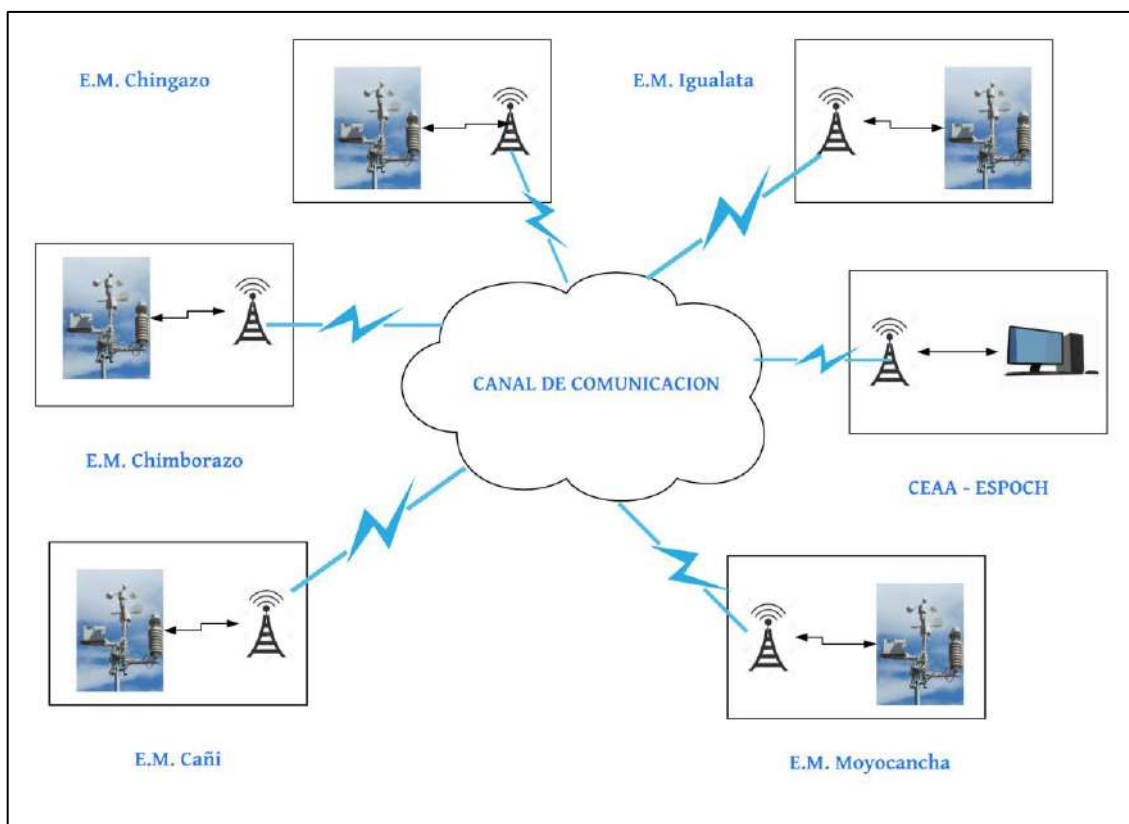 E.M. Chingazo
E.M. Igualata
CANAL DE COMUNICACION
E.M. Chimborazo
CEAA - ESPOCH
E.M. Cañi
E.M. Moyocancha